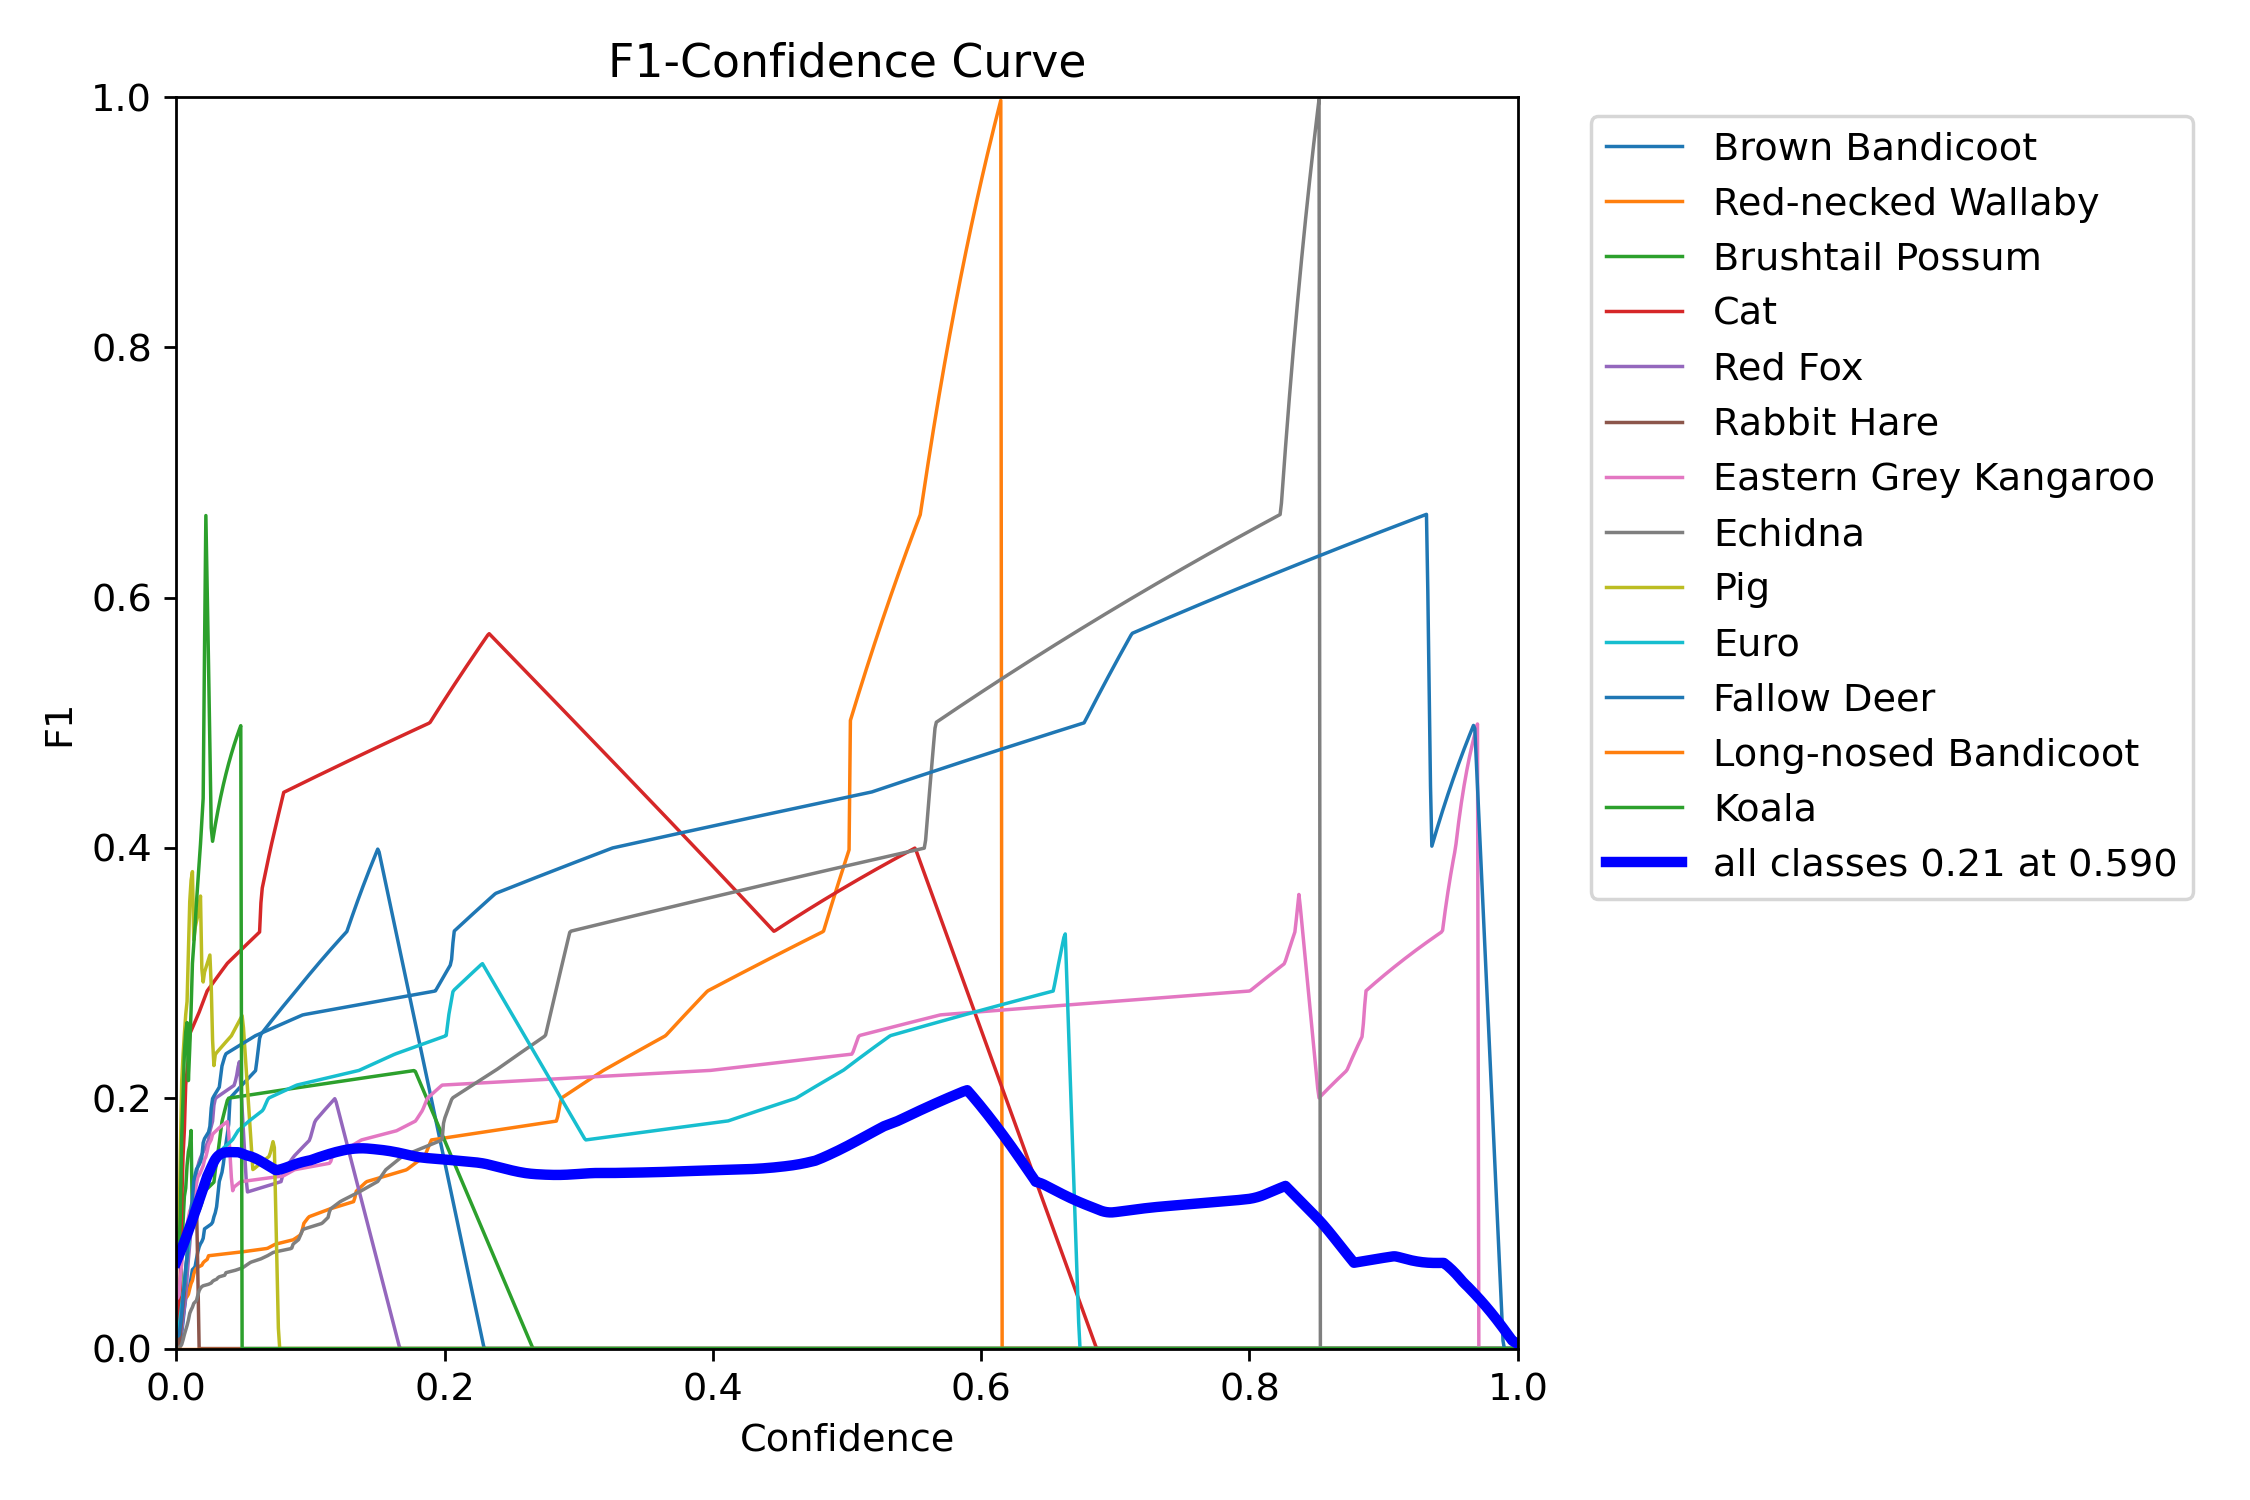 F1-Confidence Curve
1.0
0.8
0.6
0.4
0.2
0.0
F1
0.0 0.2 0.4 0.6 0.8 1.0
Confidence
Brown Bandicoot
Red-necked Wallaby
Brushtail Possum
Cat
Red Fox
Rabbit Hare
Eastern Grey Kangaroo
Echidna
Pig
Euro
Fallow Deer
Long-nosed Bandicoot
Koala
all classes 0.21 at 0.590